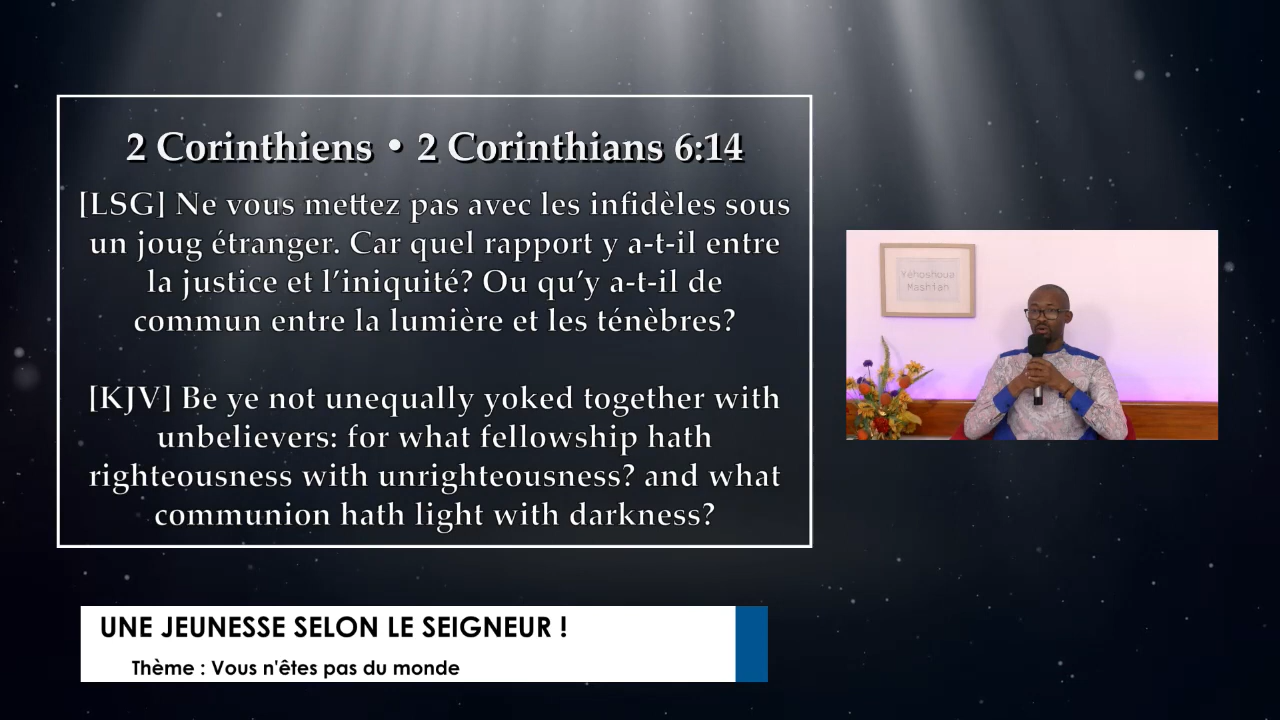 2 Corinthiens • 2 Corinthians 6:14
[LSG] Ne vous mettez pas avec les infidèles sous
un joug étranger. Car quel rapport y a-t-il entre
la justice et l’iniquité? Ou qu’y a-t-il de
commun entre la lumière et les ténèbres?
[KJV] Be ye not unequally yoked together with
unbelievers: for what fellowship hath
righteousness with unrighteousness? and what
communion hath light with darkness?
Yéhoshoua
Mashiah
UNE JEUNESSE SELON LE SEIGNEUR !
Thème : Vous n'êtes pas du monde